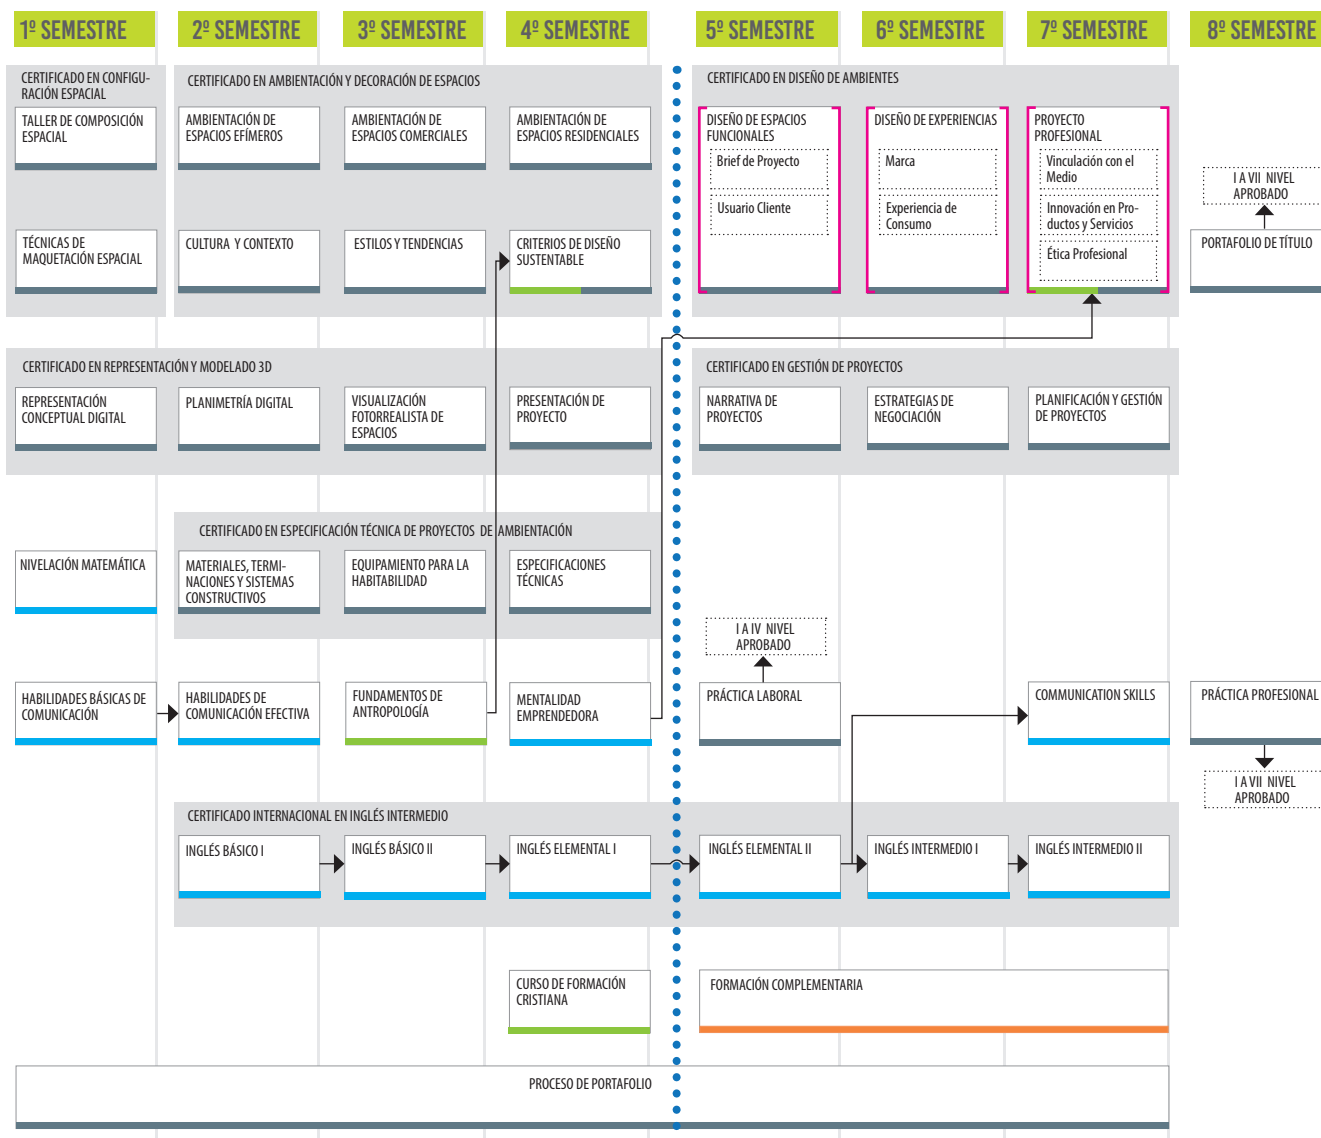 1º SEMESTRE
2º SEMESTRE
3º SEMESTRE
4º SEMESTRE
5º SEMESTRE
6º SEMESTRE
7º SEMESTRE
8º SEMESTRE
CERTIFICADO EN CONFIGU-
RACIÓN ESPACIAL
CERTIFICADO EN AMBIENTACIÓN Y DECORACIÓN DE ESPACIOS
CERTIFICADO EN DISEÑO DE AMBIENTES
TALLER DE COMPOSICIÓN
ESPACIAL
AMBIENTACIÓN DE
ESPACIOS EFÍMEROS
AMBIENTACIÓN DE
ESPACIOS COMERCIALES
AMBIENTACIÓN DE
ESPACIOS RESIDENCIALES
DISEÑO DE ESPACIOS
FUNCIONALES
Brief de Proyecto
Usuario Cliente
DISEÑO DE EXPERIENCIAS
Marca
Experiencia de
Consumo
PROYECTO
PROFESIONAL
Vinculación con el
Medio
Innovación en Pro-
ductos y Servicios
Ética Profesional
I A VII NIVEL
APROBADO
TÉCNICAS DE
MAQUETACIÓN ESPACIAL
CULTURA Y CONTEXTO
ESTILOS Y TENDENCIAS
CRITERIOS DE DISEÑO
SUSTENTABLE
PORTAFOLIO DE TÍTULO
CERTIFICADO EN REPRESENTACIÓN Y MODELADO 3D
CERTIFICADO EN GESTIÓN DE PROYECTOS
REPRESENTACIÓN
CONCEPTUAL DIGITAL
PLANIMETRÍA DIGITAL
VISUALIZACIÓN
FOTORREALISTA DE
ESPACIOS
PRESENTACIÓN DE
PROYECTO
NARRATIVA DE
PROYECTOS
ESTRATEGIAS DE
NEGOCIACIÓN
PLANIFICACIÓN Y GESTIÓN
DE PROYECTOS
CERTIFICADO EN ESPECIFICACIÓN TÉCNICA DE PROYECTOS DE AMBIENTACIÓN
NIVELACIÓN MATEMÁTICA
MATERIALES, TERMI-
NACIONES Y SISTEMAS
CONSTRUCTIVOS
EQUIPAMIENTO PARA LA
HABITABILIDAD
ESPECIFICACIONES
TÉCNICAS
I A IV NIVEL
APROBADO
HABILIDADES BÁSICAS DE
COMUNICACIÓN
HABILIDADES DE
COMUNICACIÓN EFECTIVA
FUNDAMENTOS DE
ANTROPOLOGÍA
MENTALIDAD
EMPRENDEDORA
PRÁCTICA LABORAL
COMMUNICATION SKILLS
PRÁCTICA PROFESIONAL
I A VII NIVEL
APROBADO
CERTIFICADO INTERNACIONAL EN INGLÉS INTERMEDIO
INGLÉS BÁSICO I
INGLÉS BÁSICO II
INGLÉS ELEMENTAL I
INGLÉS ELEMENTAL II
INGLÉS INTERMEDIO I
INGLÉS INTERMEDIO II
CURSO DE FORMACIÓN
CRISTIANA
FORMACIÓN COMPLEMENTARIA
PROCESO DE PORTAFOLIO